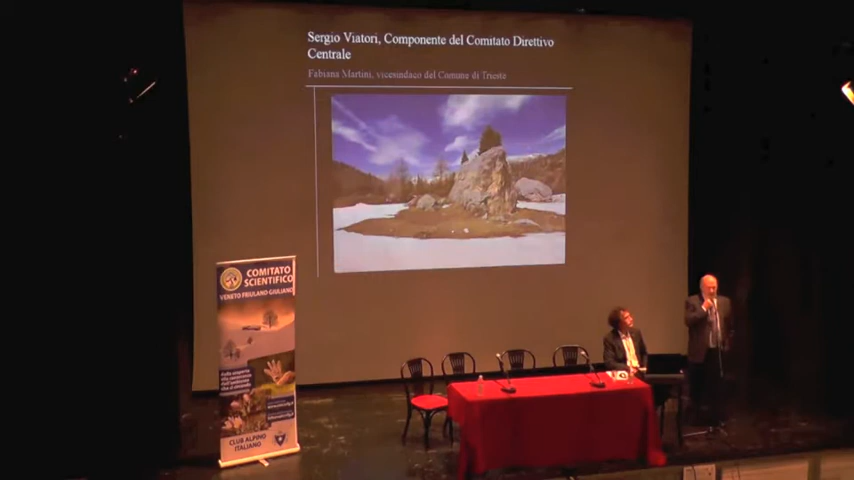 Sergio Viatori, Componente del Comitato Direttivo
Centrale
Fabiana Martini, vicesindaco del Comune di Trieste
COMITATO
SCIENTIFICO
VENETO FRIULANO GIULIANO
CLUB ALPINO
ITALIANO